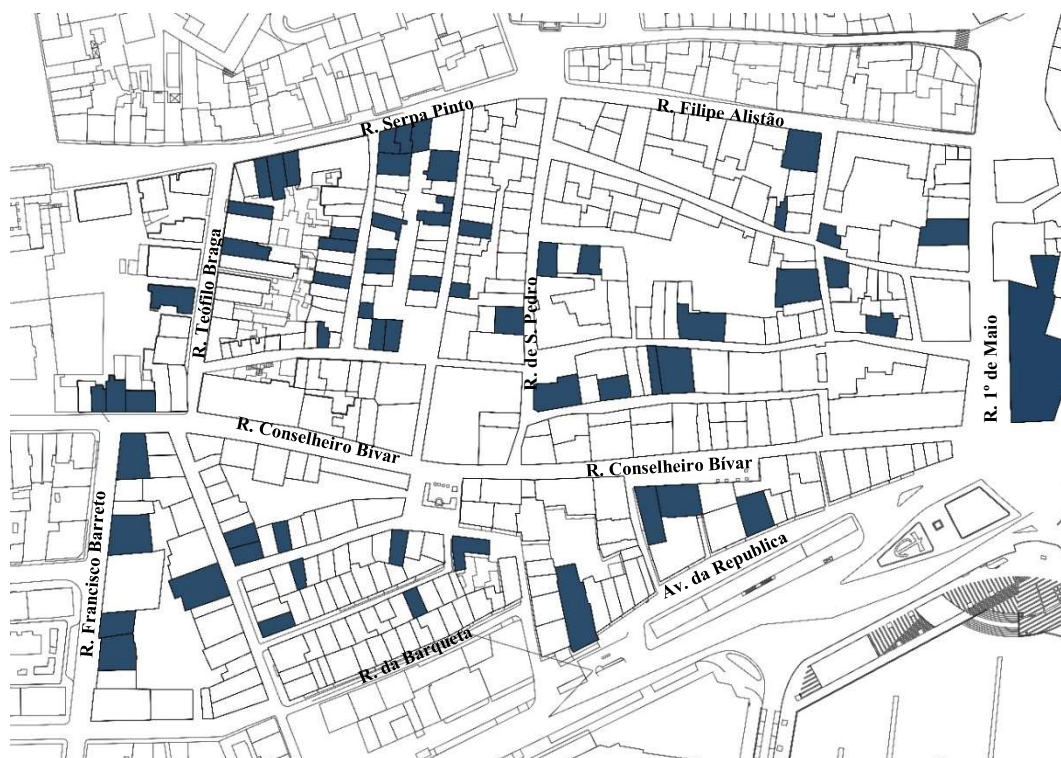 R. Serpa Pinto
R. Filipe Alistão
R. Teófilo Braga
R. de S. Pedro
R. 1º de Maio
R. Conselheiro Bívar
R. Conselheiro Bívar
R. Francisco Barreto
Av. da Republica
R. da Barqueta